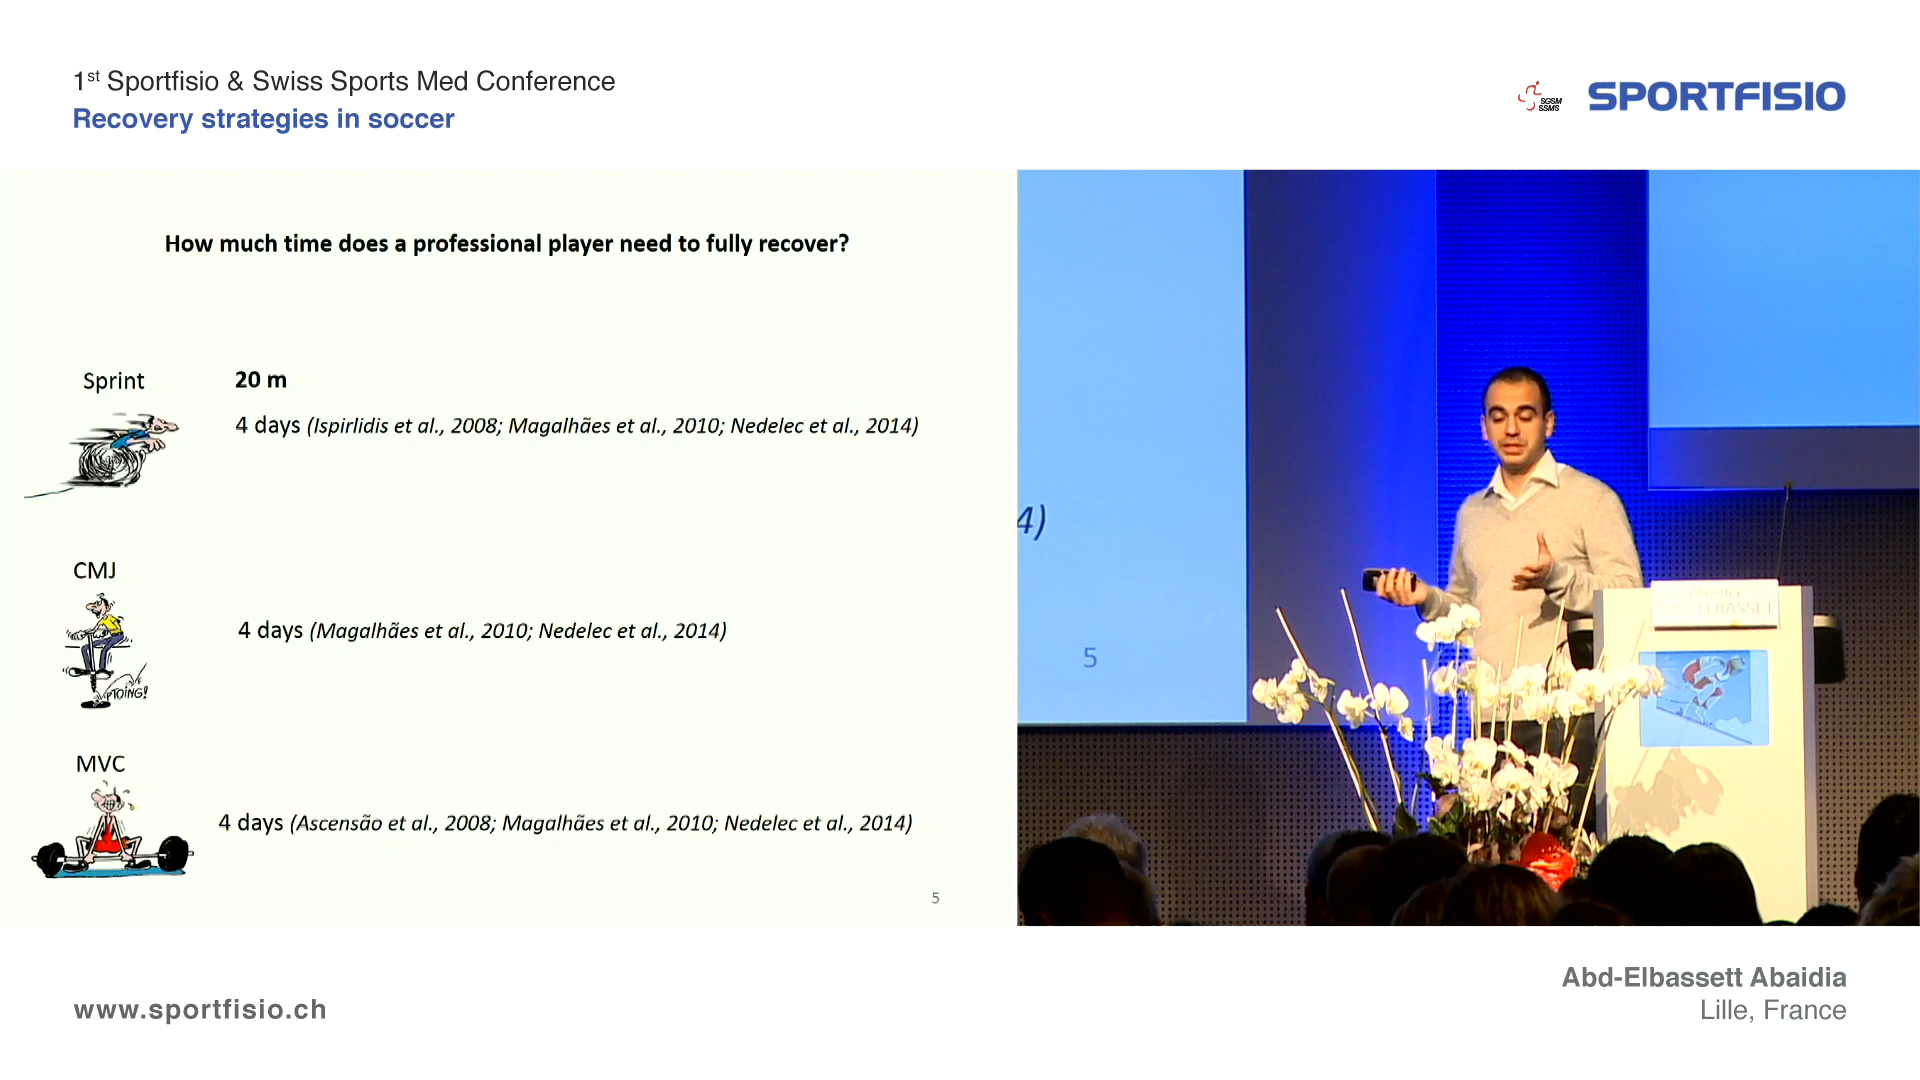 1st Sportfisio & Swiss Sports Med Conference
Recovery strategies in soccer
SGSM
SSMS
SPORTFISIO
How much time does a professional player need to fully recover?
Sprint
20 m
4 days (Ispirlidis et al., 2008; Magalhães et al., 2010; Nedelec et al., 2014)
CMJ
PTOING!
4 days (Magalhães et al., 2010; Nedelec et al., 2014)
MVC
4 days (Ascensão et al., 2008; Magalhães et al., 2010; Nedelec et al., 2014)
5
4)
5
Abd-Elbassett Abaidia
Lille, France
www.sportfisio.ch